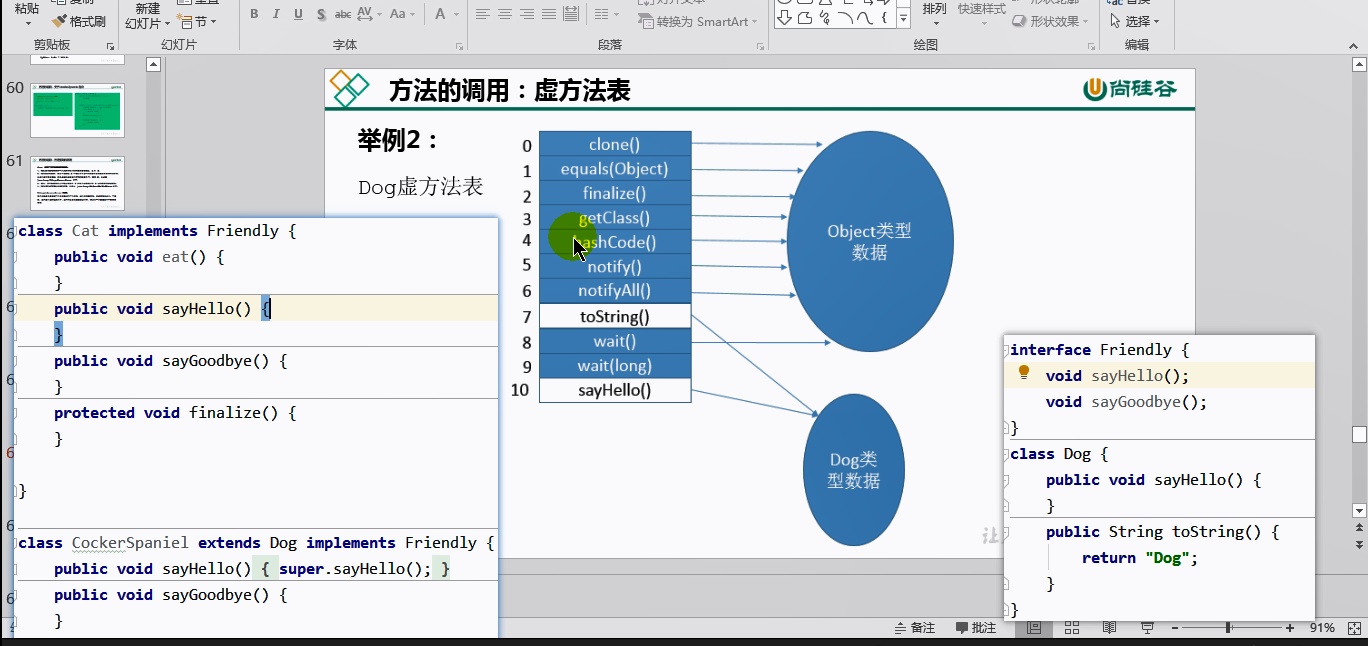 粘贴
格式刷
剪贴板
新建
幻灯片
节
幻灯片
B I U S abc AV Aa A
字体
转换为 SmartArt
段落
排列 快速样式
形状效果
绘图
选择
编辑
60
61
方法的调用：虚方法表
尚硅谷
举例2：
Dog虚方法表
0 clone()
1 equals(Object)
2 finalize()
3 getClass()
4 hashCode()
5 notify()
6 notifyAll()
7 toString()
8 wait()
9 wait(long)
10 sayHello()
Object类型
数据
Dog类
型数据
class Cat implements Friendly {
public void eat() {
}
public void sayHello() {
}
public void sayGoodbye() {
}
protected void finalize() {
}
}
class CockerSpaniel extends Dog implements Friendly {
public void sayHello() { super.sayHello(); }
public void sayGoodbye() {
}
interface Friendly {
void sayHello();
void sayGoodbye();
}
class Dog {
public void sayHello() {
}
public String toString() {
return "Dog";
}
}
让
备注 批注
91%